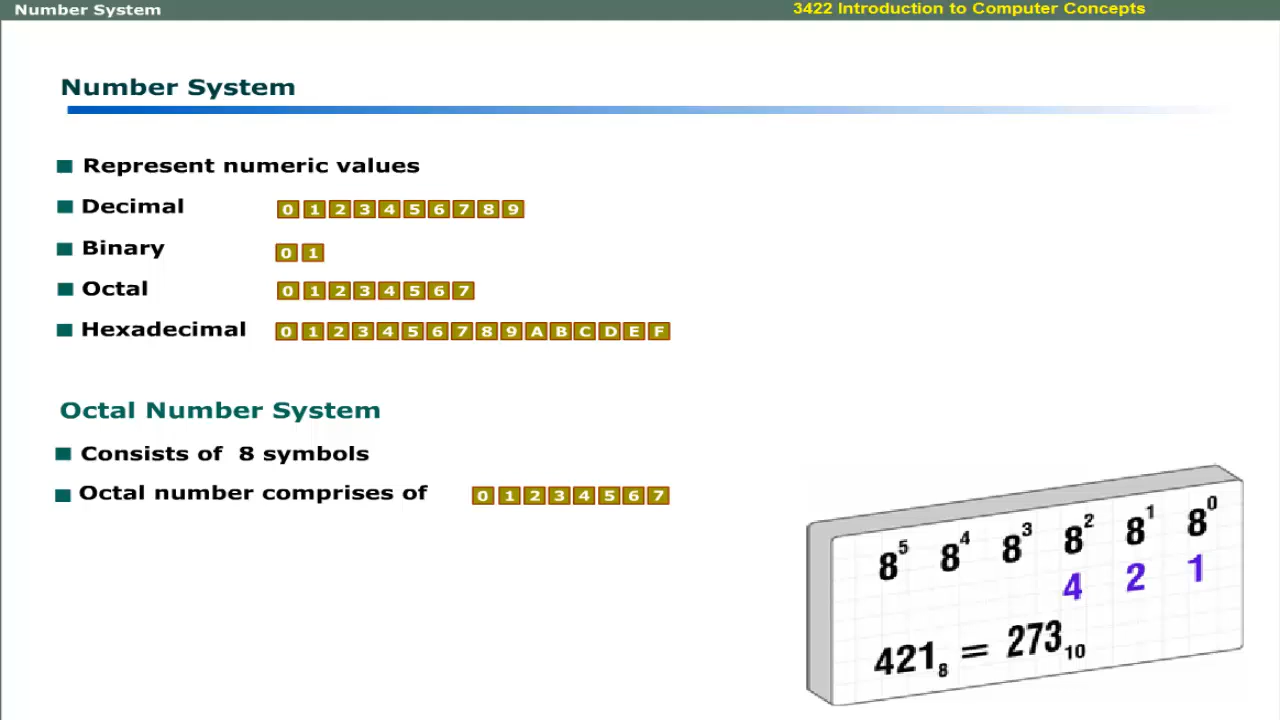 Number System
3422 Introduction to Computer Concepts
Number System
Represent numeric values
Decimal 0 1 2 3 4 5 6 7 8 9
Binary 0 1
Octal 0 1 2 3 4 5 6 7
Hexadecimal 0 1 2 3 4 5 6 7 8 9 A B C D E F
Octal Number System
Consists of 8 symbols
Octal number comprises of 0 1 2 3 4 5 6 7
8⁵ 8⁴ 8³ 8² 8¹ 8⁰
4 2 1
421₈ = 273₁₀